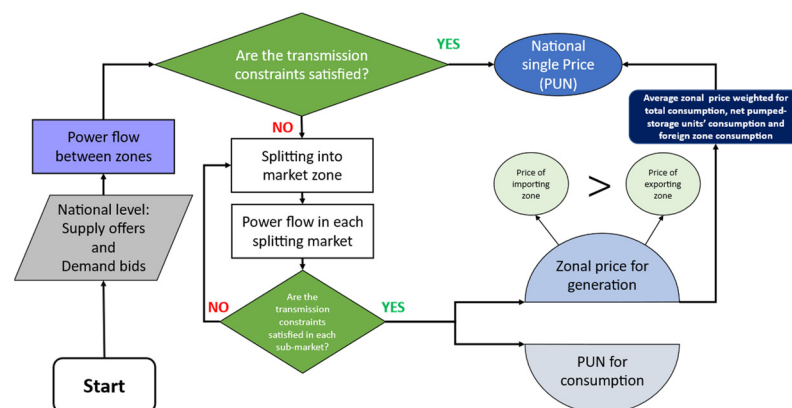 Are the transmission
constraints satisfied?
YES
National
single Price
(PUN)
Average zonal price weighted for
total consumption, net pumped-
storage units' consumption and
foreign zone consumption
NO
Power flow
between zones
Splitting into
market zone
National level:
Supply offers
and
Demand bids
Power flow in each
splitting market
Price of
importing
zone
>
Price of
exporting
zone
Zonal price for
generation
NO
Are the
transmission
constraints
satisfied in each
sub-market?
YES
PUN for
consumption
Start